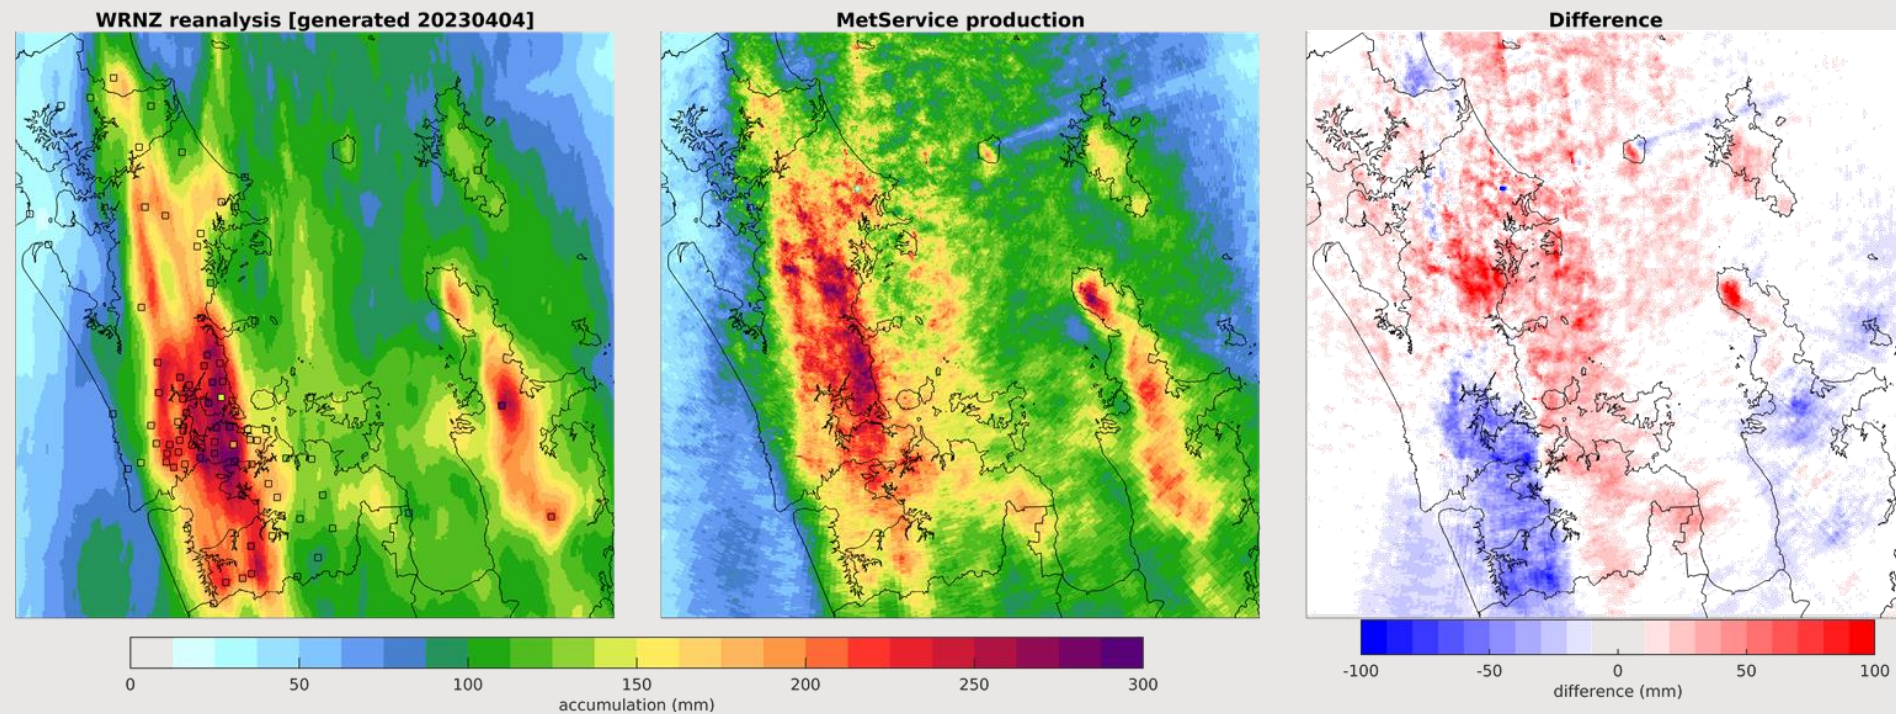 WRNZ reanalysis [generated 20230404]
MetService production
Difference
0 50 100 150 200 250 300
accumulation (mm)
-100 -50 0 50 100
difference (mm)